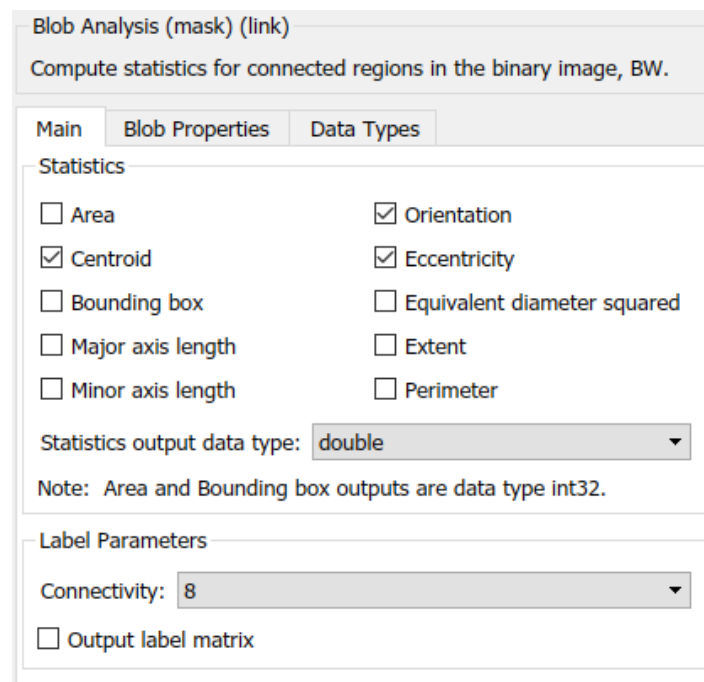 Blob Analysis (mask) (link)
Compute statistics for connected regions in the binary image, BW.
Main Blob Properties Data Types
Statistics
Area Orientation
Centroid Eccentricity
Bounding box Equivalent diameter squared
Major axis length Extent
Minor axis length Perimeter
Statistics output data type: double
Note: Area and Bounding box outputs are data type int32.
Label Parameters
Connectivity: 8
Output label matrix